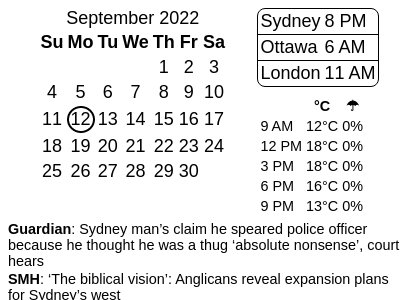 September 2022
Su Mo Tu We Th Fr Sa
1 2 3
4 5 6 7 8 9 10
11 12 13 14 15 16 17
18 19 20 21 22 23 24
25 26 27 28 29 30
Sydney 8 PM
Ottawa 6 AM
London 11 AM
°C ☂
9 AM 12°C 0%
12 PM 18°C 0%
3 PM 18°C 0%
6 PM 16°C 0%
9 PM 13°C 0%
Guardian: Sydney man’s claim he speared police officer
because he thought he was a thug ‘absolute nonsense’, court
hears
SMH: ‘The biblical vision’: Anglicans reveal expansion plans
for Sydney’s west